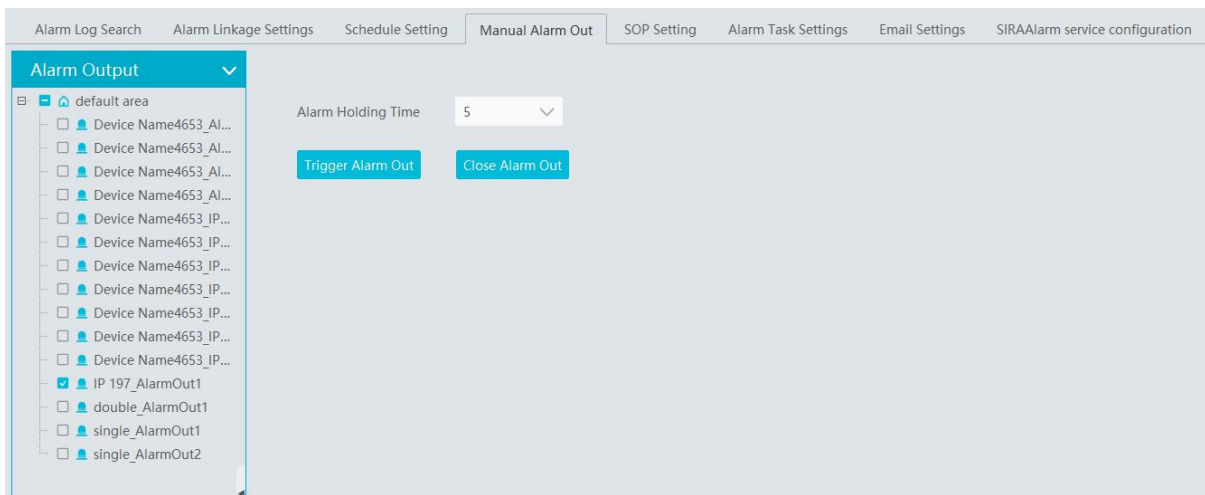 Alarm Log Search Alarm Linkage Settings Schedule Setting Manual Alarm Out SOP Setting Alarm Task Settings Email Settings SIRAAlarm service configuration
Alarm Output
default area
Device Name4653_Al...
Device Name4653_Al...
Device Name4653_Al...
Device Name4653_Al...
Device Name4653_IP...
Device Name4653_IP...
Device Name4653_IP...
Device Name4653_IP...
Device Name4653_IP...
Device Name4653_IP...
Device Name4653_IP...
IP 197_AlarmOut1
double_AlarmOut1
single_AlarmOut1
single_AlarmOut2
Alarm Holding Time 5
Trigger Alarm Out Close Alarm Out